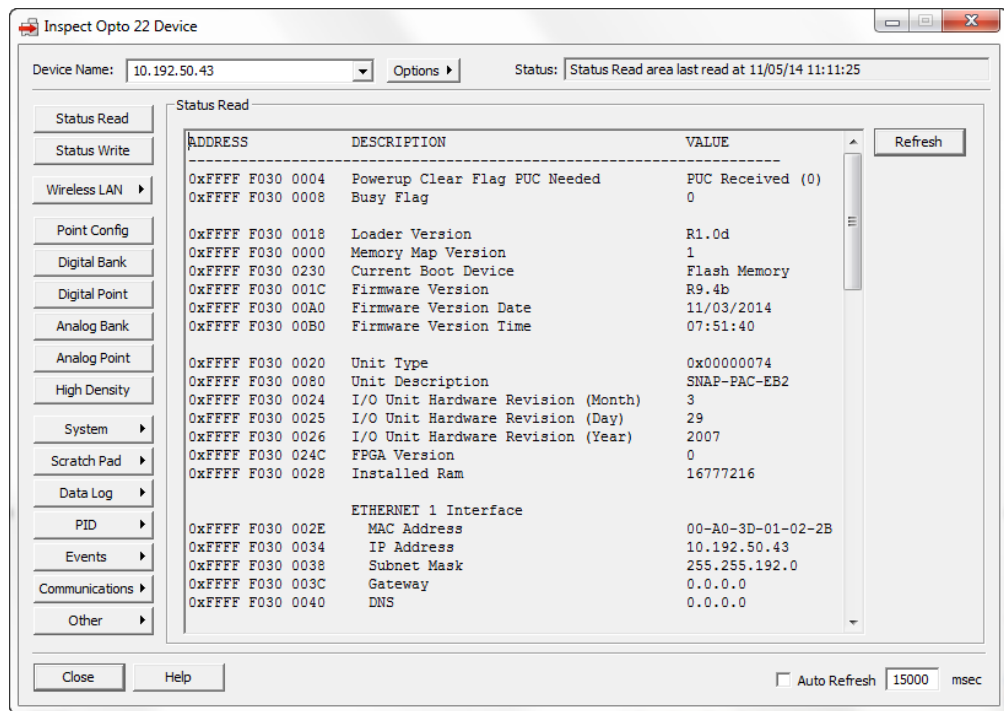 Inspect Opto 22 Device
Device Name: 10.192.50.43 Options Status: Status Read area last read at 11/05/14 11:11:25
Status Read
Status Write
Wireless LAN
Point Config
Digital Bank
Digital Point
Analog Bank
Analog Point
High Density
System
Scratch Pad
Data Log
PID
Events
Communications
Other
Status Read
ADDRESS DESCRIPTION VALUE
--------------------------------------------------------------------------
0xFFFF F030 0004 Powerup Clear Flag PUC Needed PUC Received (0)
0xFFFF F030 0008 Busy Flag 0
0xFFFF F030 0018 Loader Version R1.0d
0xFFFF F030 0000 Memory Map Version 1
0xFFFF F030 0230 Current Boot Device Flash Memory
0xFFFF F030 001C Firmware Version R9.4b
0xFFFF F030 00A0 Firmware Version Date 11/03/2014
0xFFFF F030 00B0 Firmware Version Time 07:51:40
0xFFFF F030 0020 Unit Type 0x00000074
0xFFFF F030 0080 Unit Description SNAP-PAC-EB2
0xFFFF F030 0024 I/O Unit Hardware Revision (Month) 3
0xFFFF F030 0025 I/O Unit Hardware Revision (Day) 29
0xFFFF F030 0026 I/O Unit Hardware Revision (Year) 2007
0xFFFF F030 024C FPGA Version 0
0xFFFF F030 0028 Installed Ram 16777216
ETHERNET 1 Interface
0xFFFF F030 002E MAC Address 00-A0-3D-01-02-2B
0xFFFF F030 0034 IP Address 10.192.50.43
0xFFFF F030 0038 Subnet Mask 255.255.192.0
0xFFFF F030 003C Gateway 0.0.0.0
0xFFFF F030 0040 DNS 0.0.0.0
Refresh
Close Help Auto Refresh 15000 msec